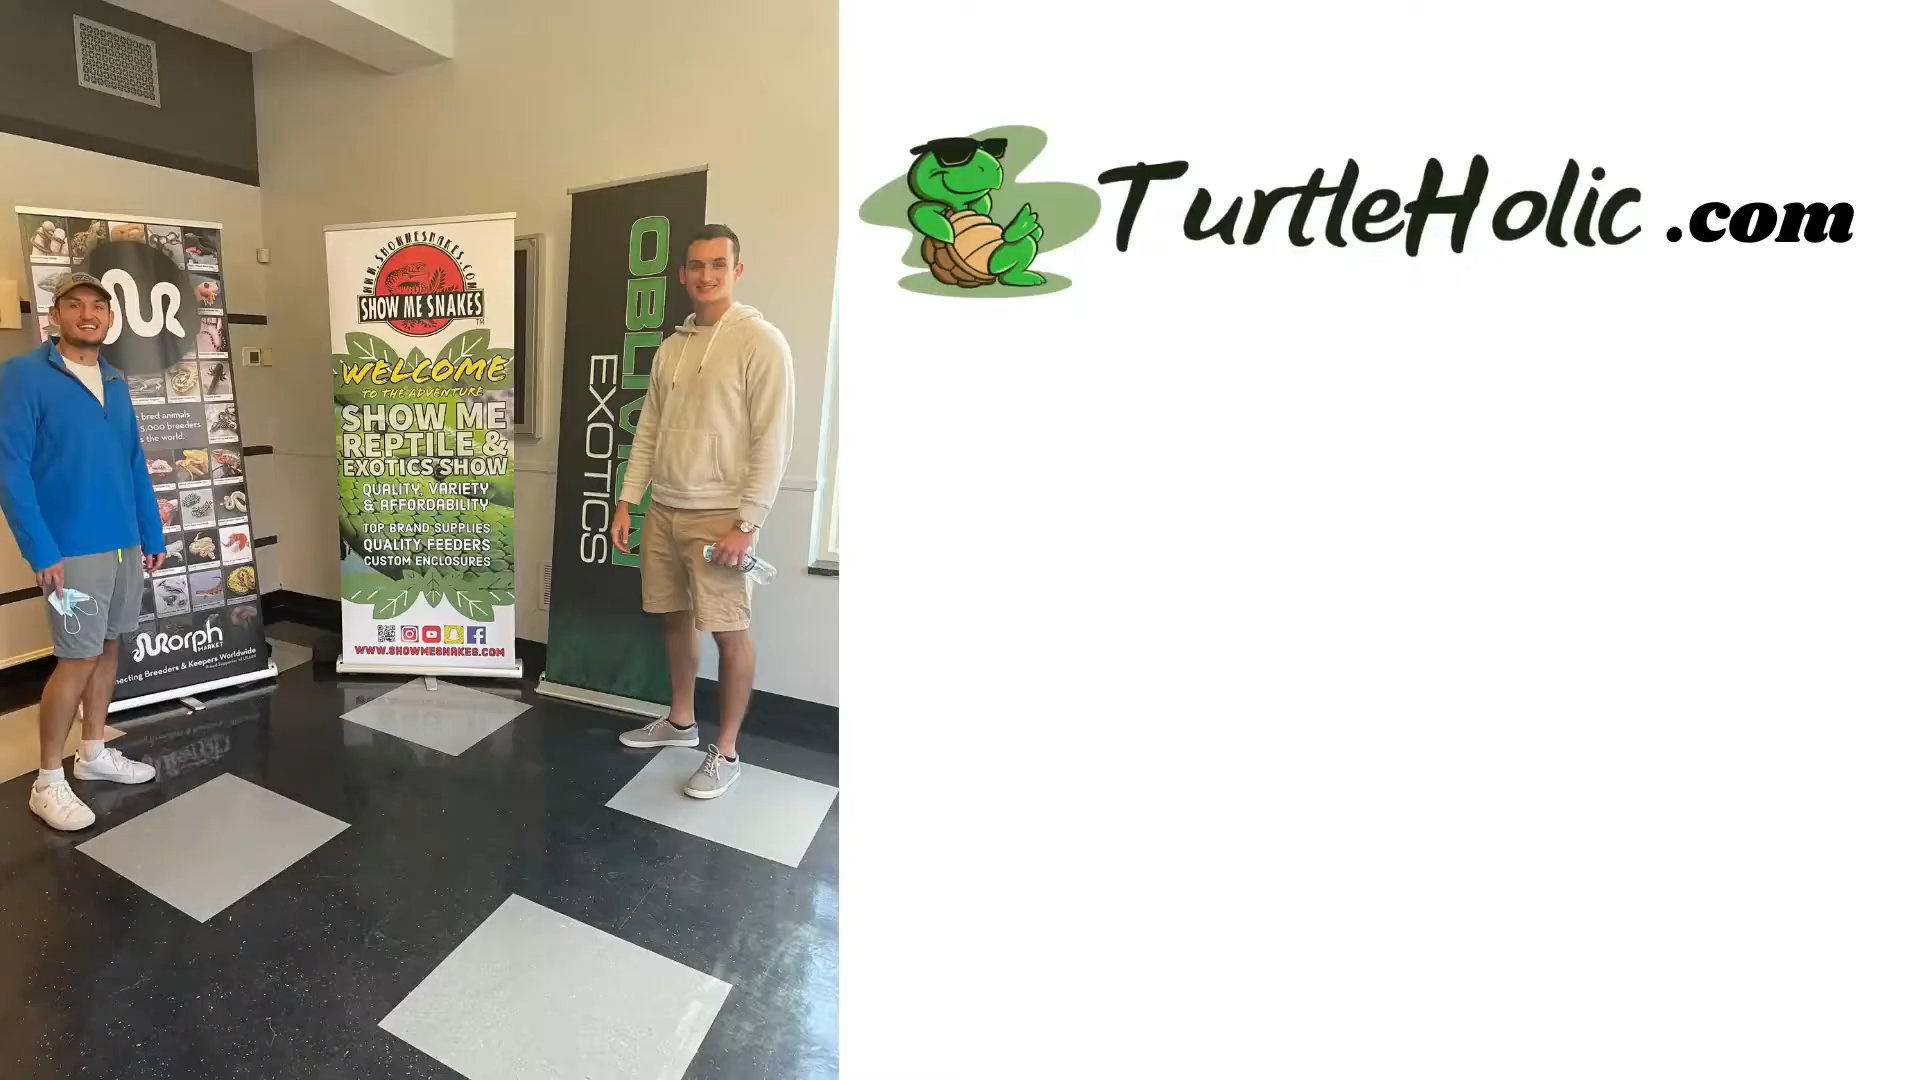 bred animals
5,000 breeders
s the world.
Morph
MARKET
necting Breeders & Keepers Worldwide
WWW.SHOWMESNAKES.COM
SHOW ME SNAKES
TM
WELCOME
TO THE ADVENTURE
SHOW ME
REPTILE &
EXOTICS SHOW
QUALITY, VARIETY
& AFFORDABILITY
TOP BRAND SUPPLIES
QUALITY FEEDERS
CUSTOM ENCLOSURES
WWW.SHOWMESNAKES.COM
OBLIVION
EXOTICS
TurtleHolic .com